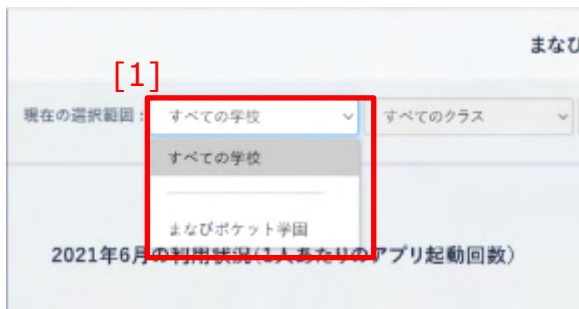 まなび
[1]
現在の選択範囲: すべての学校 すべてのクラス
すべての学校
まなびポケット学園
2021年6月の利用状況(1人あたりのアプリ起動回数)